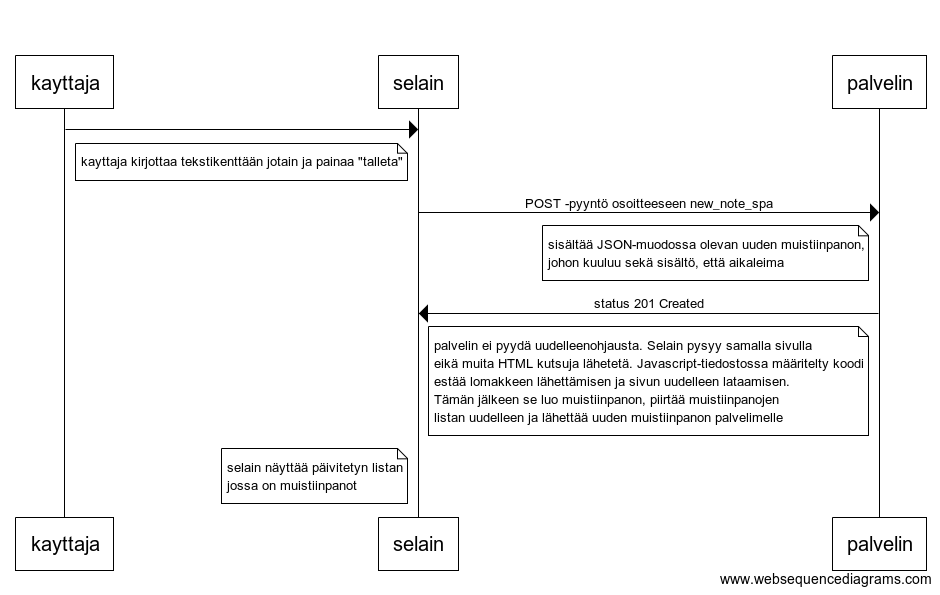 kayttaja
selain
palvelin
kayttaja kirjottaa tekstikenttään jotain ja painaa "talleta"
POST -pyyntö osoitteeseen new_note_spa
sisältää JSON-muodossa olevan uuden muistiinpanon,
johon kuuluu sekä sisältö, että aikaleima
status 201 Created
palvelin ei pyydä uudelleenohjausta. Selain pysyy samalla sivulla
eikä muita HTML kutsuja lähetetä. Javascript-tiedostossa määritelty koodi
estää lomakkeen lähettämisen ja sivun uudelleen lataamisen.
Tämän jälkeen se luo muistiinpanon, piirtää muistiinpanojen
listan uudelleen ja lähettää uuden muistiinpanon palvelimelle
selain näyttää päivitetyn listan
jossa on muistiinpanot
kayttaja
selain
palvelin
www.websequencediagrams.com